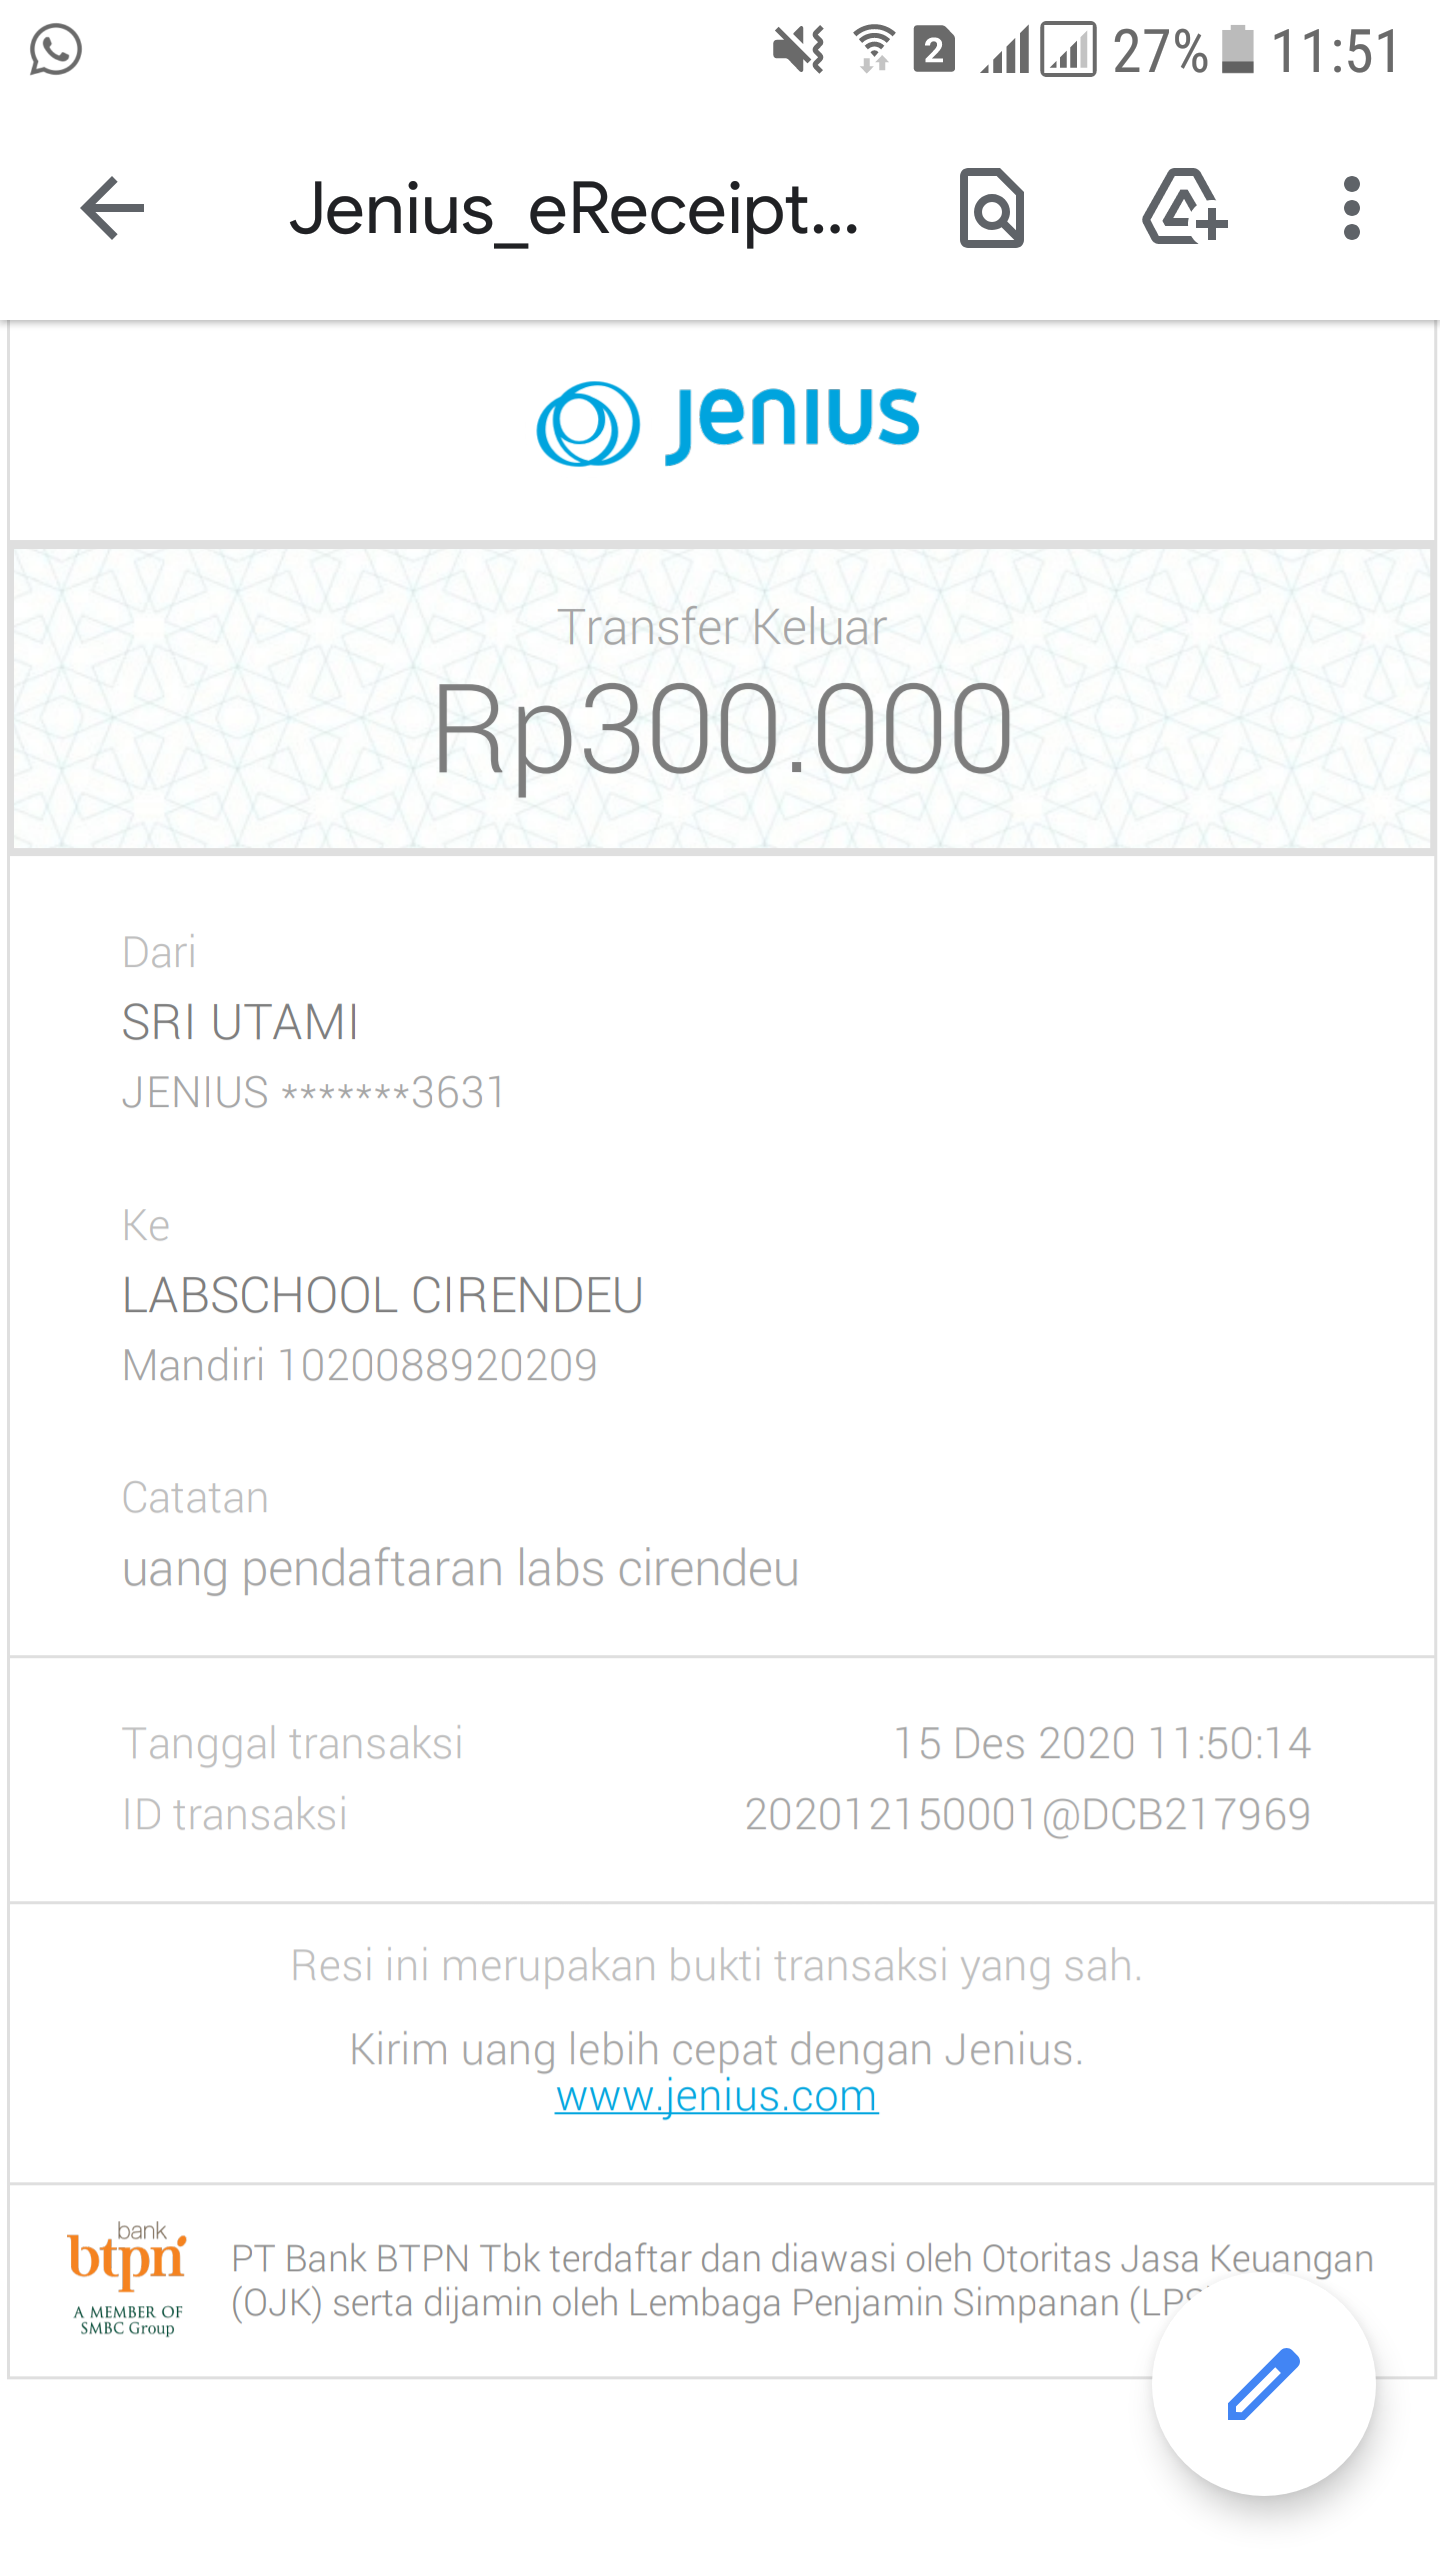 2 27% 11:51
Jenius_eReceipt...
jenius
Transfer Keluar
Rp300.000
Dari
SRI UTAMI
JENIUS *******3631
Ke
LABSCHOOL CIRENDEU
Mandiri 1020088920209
Catatan
uang pendaftaran labs cirendeu
Tanggal transaksi 15 Des 2020 11:50:14
ID transaksi 202012150001@DCB217969
Resi ini merupakan bukti transaksi yang sah.
Kirim uang lebih cepat dengan Jenius.
www.jenius.com
bank
btpn
A MEMBER OF
SMBC Group
PT Bank BTPN Tbk terdaftar dan diawasi oleh Otoritas Jasa Keuangan
(OJK) serta dijamin oleh Lembaga Penjamin Simpanan (LPS